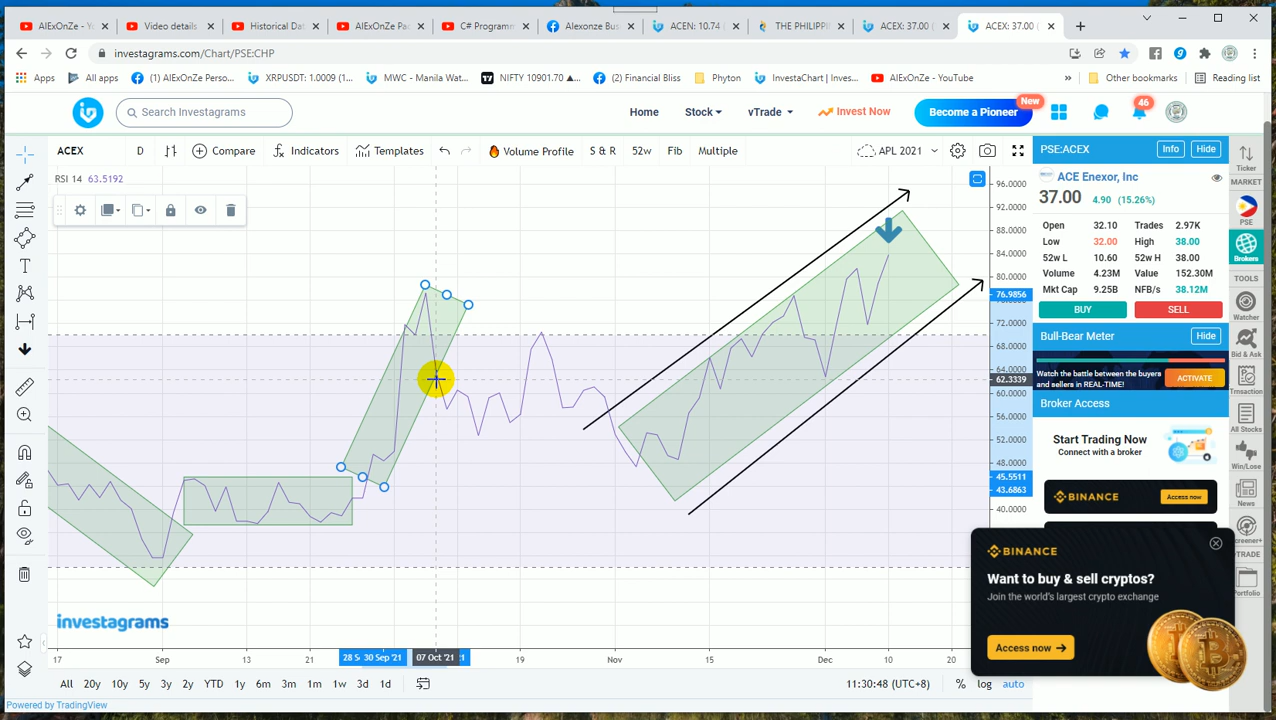 AlExOnZe - Y
Video details
Historical Dat
AlExOnZe Pa
C# Program
Alexonze Bus
ACEN: 10.74
THE PHILIPPI
ACEX: 37.00 (
ACEX: 37.00 (
investagrams.com/Chart/PSE:CHP
Apps
All apps
(1) AlExOnZe Perso...
XRPUSDT: 1.0009 (1...
MWC - Manila Wat...
NIFTY 10901.70 ▲...
(2) Financial Bliss
Phyton
InvestaChart | Inves...
AlExOnZe - YouTube
»
Other bookmarks
Reading list
Search Investagrams
Home
Stock
vTrade
Invest Now
Become a Pioneer
New
46
ACEX
D
Compare
Indicators
Templates
Volume Profile
S & R
52w
Fib
Multiple
APL 2021
RSI 14 63.5192
96.0000
92.0000
88.0000
84.0000
80.0000
76.9856
72.0000
68.0000
64.0000
62.3339
60.0000
56.0000
52.0000
48.0000
45.5511
43.6863
40.0000
investagrams
17
Sep
13
21
28 S
30 Sep '21
07 Oct '21
19
Nov
15
Dec
10
20
All
20y
10y
5y
3y
2y
YTD
1y
6m
3m
1m
1w
3d
1d
11:30:48 (UTC+8)
%
log
auto
Powered by TradingView
PSE:ACEX
Info
Hide
ACE Enexor, Inc
37.00 4.90 (15.26%)
Open 32.10 Trades 2.97K
Low 32.00 High 38.00
52w L 10.60 52w H 38.00
Volume 4.23M Value 152.30M
Mkt Cap 9.25B NFB/s 38.12M
BUY
SELL
Bull-Bear Meter
Hide
Watch the battle between the buyers
and sellers in REAL-TIME!
ACTIVATE
Broker Access
Start Trading Now
Connect with a broker
BINANCE
Access now
BINANCE
Want to buy & sell cryptos?
Join the world's largest crypto exchange
Access now
Ticker
MARKET
PSE
Brokers
TOOLS
Watcher
Bid & Ask
Trnsaction
All Stocks
Win/Lose
News
Screener+
TRADE
Portfolio